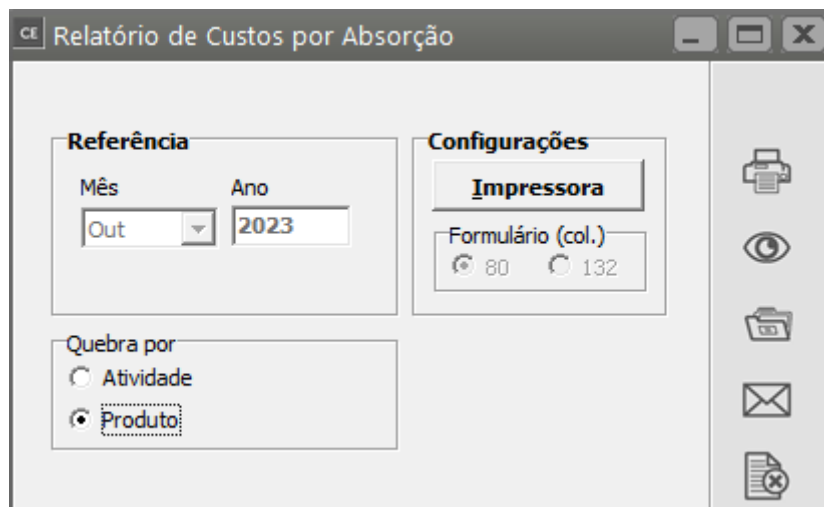 CE Relatório de Custos por Absorção
Referência
Mês Ano
Out 2023
Configurações
Impressora
Formulário (col.)
80 132
Quebra por
Atividade
Produto